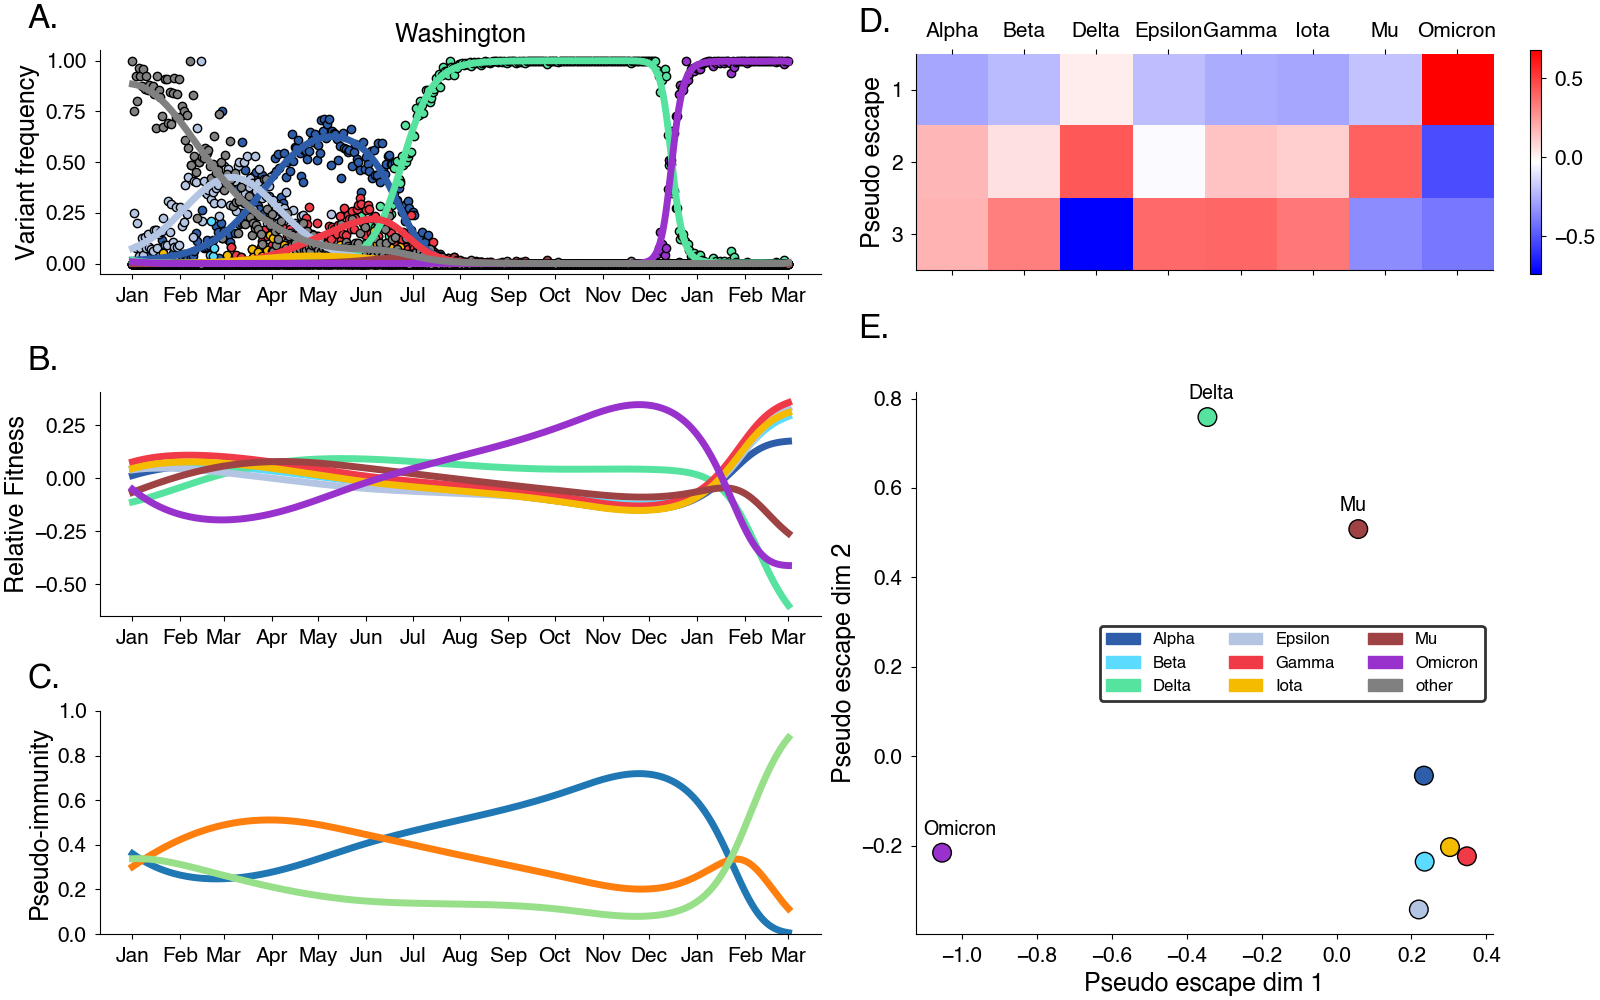 A.
Washington
Variant frequency
1.00
0.75
0.50
0.25
0.00
Jan Feb Mar Apr May Jun Jul Aug Sep Oct Nov Dec Jan Feb Mar
B.
Relative Fitness
0.25
0.00
−0.25
−0.50
Jan Feb Mar Apr May Jun Jul Aug Sep Oct Nov Dec Jan Feb Mar
C.
Pseudo-immunity
1.0
0.8
0.6
0.4
0.2
0.0
Jan Feb Mar Apr May Jun Jul Aug Sep Oct Nov Dec Jan Feb Mar
D.
Alpha Beta Delta Epsilon Gamma Iota Mu Omicron
Pseudo escape
1
2
3
0.5
0.0
−0.5
E.
Pseudo escape dim 2
0.8
0.6
0.4
0.2
0.0
−0.2
Delta
Mu
Omicron
Alpha Epsilon Mu
Beta Gamma Omicron
Delta Iota other
−1.0 −0.8 −0.6 −0.4 −0.2 0.0 0.2 0.4
Pseudo escape dim 1